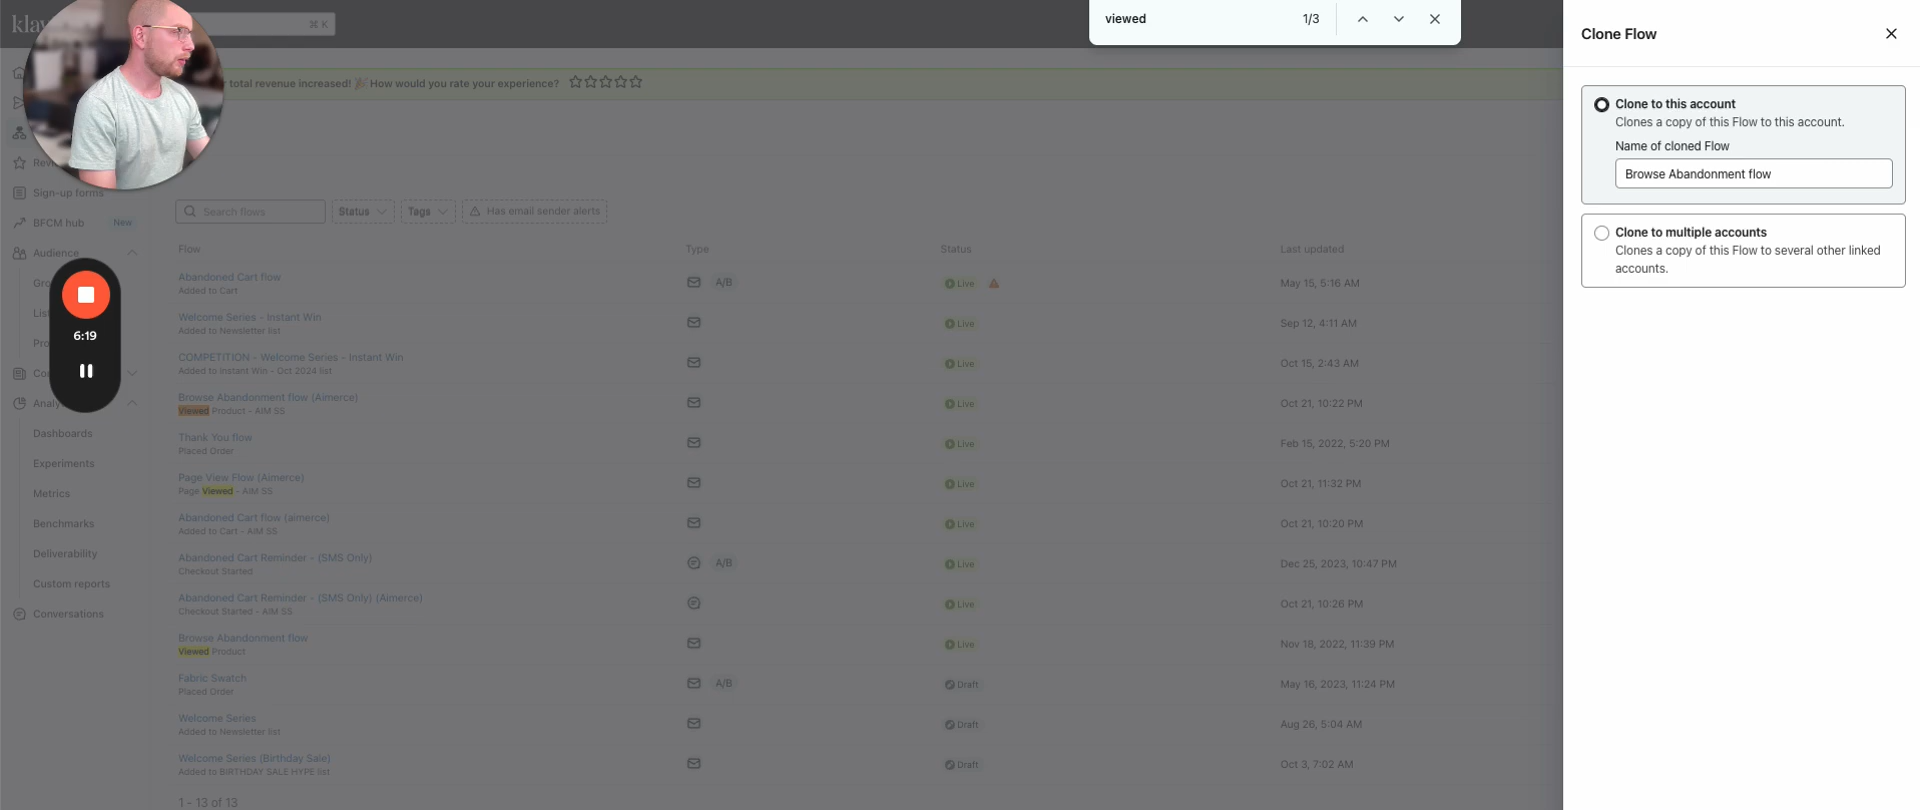 klav
⌘ K
viewed
1/3
Clone Flow
total revenue increased! 🎉 How would you rate your experience?
Clone to this account
Clones a copy of this Flow to this account.
Name of cloned Flow
Browse Abandonment flow
Clone to multiple accounts
Clones a copy of this Flow to several other linked
accounts.
Sign-up forms
BFCM hub New
Audience
Gro
List
Pro
Co
Analy
Dashboards
Experiments
Metrics
Benchmarks
Deliverability
Custom reports
Conversations
6:19
Search flows
Status
Tags
Has email sender alerts
Flow Type Status Last updated
Abandoned Cart flow A/B Live May 15, 5:16 AM
Added to Cart
Welcome Series - Instant Win Live Sep 12, 4:11 AM
Added to Newsletter list
COMPETITION - Welcome Series - Instant Win Live Oct 15, 2:43 AM
Added to Instant Win - Oct 2024 list
Browse Abandonment flow (Aimerce) Live Oct 21, 10:22 PM
Viewed Product - AIM SS
Thank You flow Live Feb 15, 2022, 5:20 PM
Placed Order
Page View Flow (Aimerce) Live Oct 21, 11:32 PM
Page Viewed - AIM SS
Abandoned Cart flow (aimerce) Live Oct 21, 10:20 PM
Added to Cart - AIM SS
Abandoned Cart Reminder - (SMS Only) A/B Live Dec 25, 2023, 10:47 PM
Checkout Started
Abandoned Cart Reminder - (SMS Only) (Aimerce) Live Oct 21, 10:26 PM
Checkout Started - AIM SS
Browse Abandonment flow Live Nov 18, 2022, 11:39 PM
Viewed Product
Fabric Swatch A/B Draft May 16, 2023, 11:24 PM
Placed Order
Welcome Series Draft Aug 26, 5:04 AM
Added to Newsletter list
Welcome Series (Birthday Sale) Draft Oct 3, 7:02 AM
Added to BIRTHDAY SALE HYPE list
1 - 13 of 13